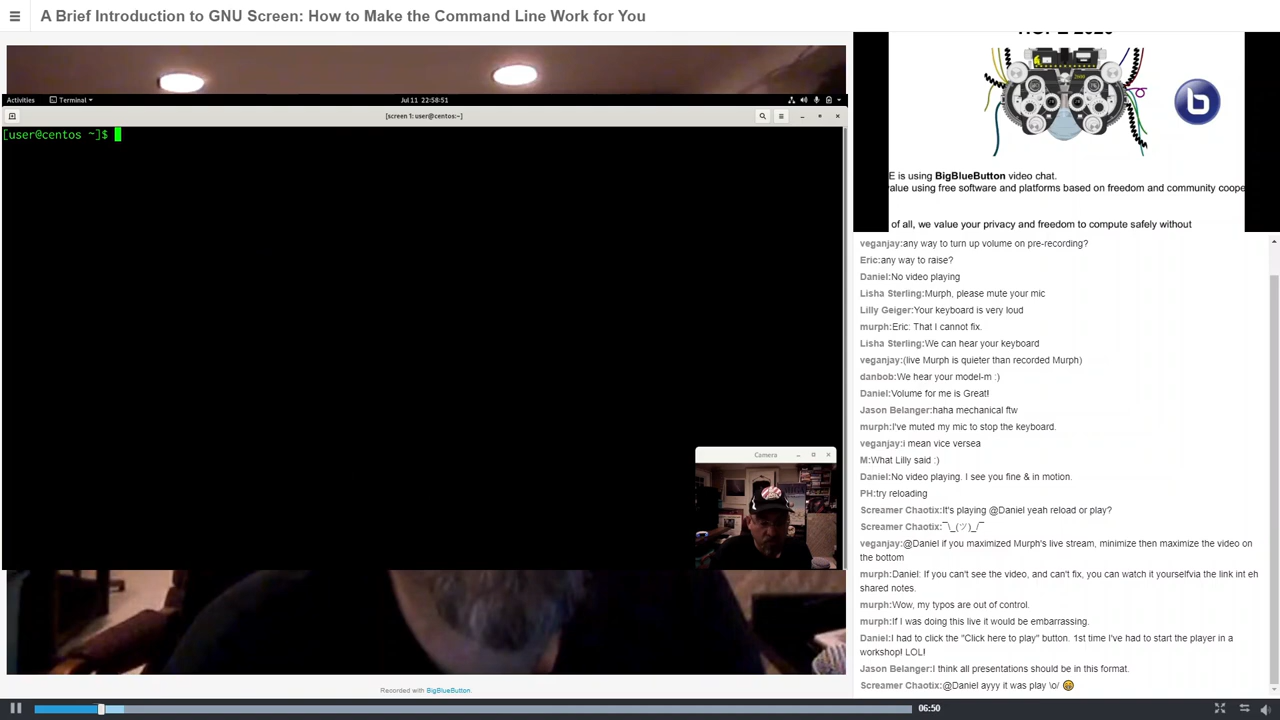 A Brief Introduction to GNU Screen: How to Make the Command Line Work for You
Activities
Terminal
Jul 11 22:58:51
[screen 1: user@centos:~]
[user@centos ~]$
Camera
Recorded with BigBlueButton.
HOPE 2020
E is using BigBlueButton video chat.
alue using free software and platforms based on freedom and community coope
of all, we value your privacy and freedom to compute safely without
veganjay:any way to turn up volume on pre-recording?
Eric:any way to raise?
Daniel:No video playing
Lisha Sterling:Murph, please mute your mic
Lilly Geiger:Your keyboard is very loud
murph:Eric: That I cannot fix.
Lisha Sterling:We can hear your keyboard
veganjay:(live Murph is quieter than recorded Murph)
danbob:We hear your model-m :)
Daniel:Volume for me is Great!
Jason Belanger:haha mechanical ftw
murph:I've muted my mic to stop the keyboard.
veganjay:i mean vice versea
M:What Lilly said :)
Daniel:No video playing. I see you fine & in motion.
PH:try reloading
Screamer Chaotix:It's playing @Daniel yeah reload or play?
Screamer Chaotix:¯\_(ツ)_/¯
veganjay:@Daniel if you maximized Murph's live stream, minimize then maximize the video on
the bottom
murph:Daniel: If you can't see the video, and can't fix, you can watch it yourselfvia the link int eh
shared notes.
murph:Wow, my typos are out of control.
murph:If I was doing this live it would be embarrassing.
Daniel:I had to click the "Click here to play" button. 1st time I've had to start the player in a
workshop! LOL!
Jason Belanger:I think all presentations should be in this format.
Screamer Chaotix:@Daniel ayyy it was play \o/ 😄
06:50